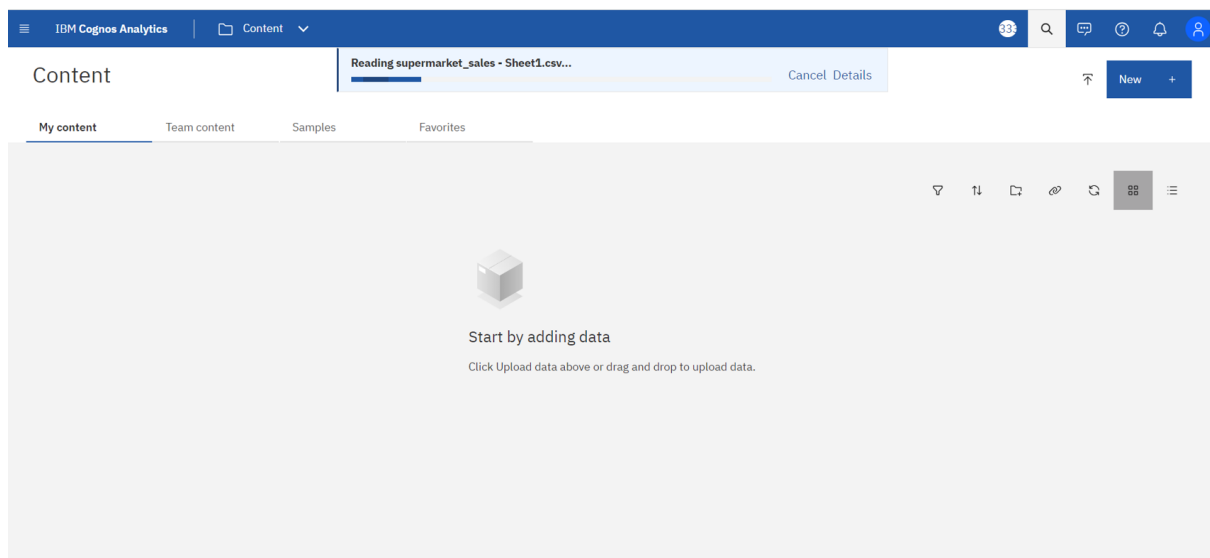 IBM Cognos Analytics
Content
333
Content
Reading supermarket_sales - Sheet1.csv...
Cancel Details
New +
My content
Team content
Samples
Favorites
Start by adding data
Click Upload data above or drag and drop to upload data.